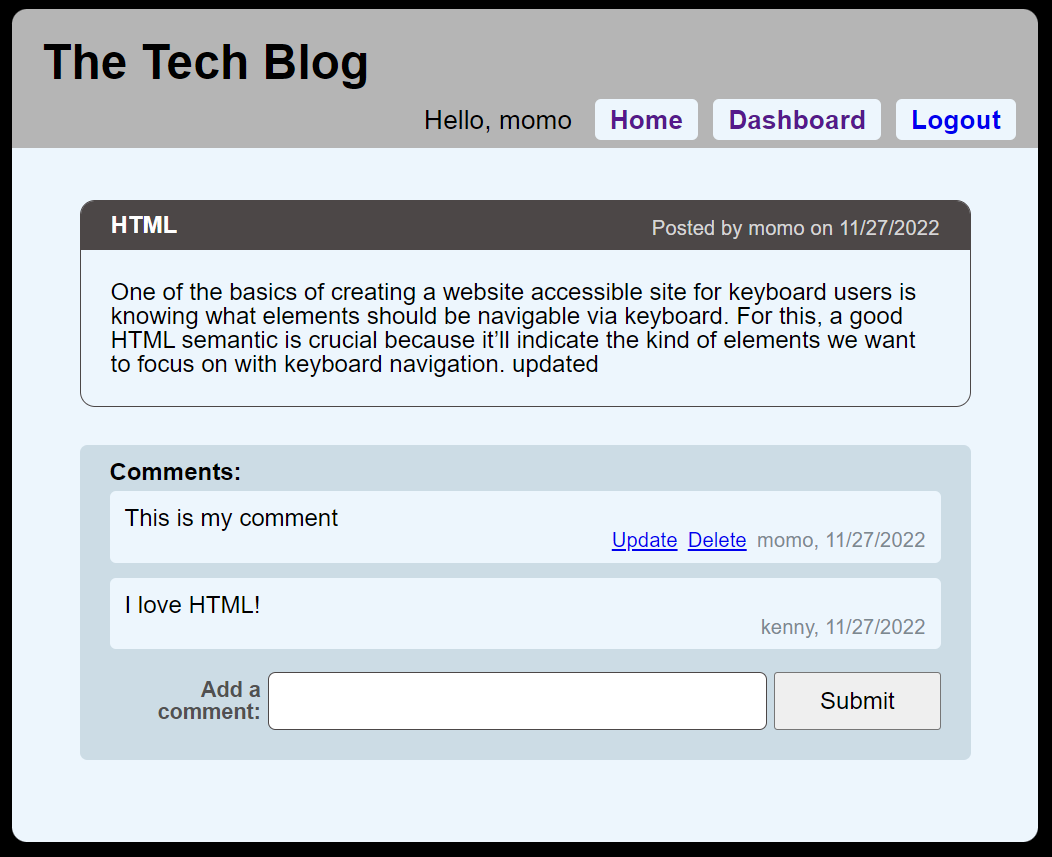 The Tech Blog
Hello, momo Home Dashboard Logout
HTML Posted by momo on 11/27/2022
One of the basics of creating a website accessible site for keyboard users is
knowing what elements should be navigable via keyboard. For this, a good
HTML semantic is crucial because it’ll indicate the kind of elements we want
to focus on with keyboard navigation. updated
Comments:
This is my comment
Update Delete momo, 11/27/2022
I love HTML!
kenny, 11/27/2022
Add a
comment:
Submit